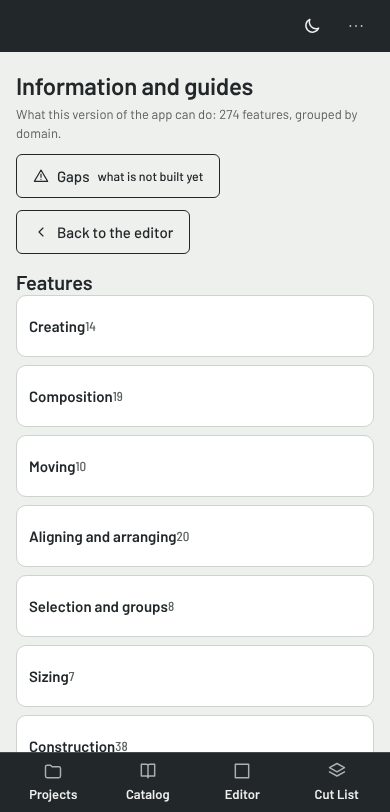 Information and guides
What this version of the app can do: 274 features, grouped by
domain.
Gaps what is not built yet
Back to the editor
Features
Creating14
Composition19
Moving10
Aligning and arranging20
Selection and groups8
Sizing7
Construction38
Projects Catalog Editor Cut List